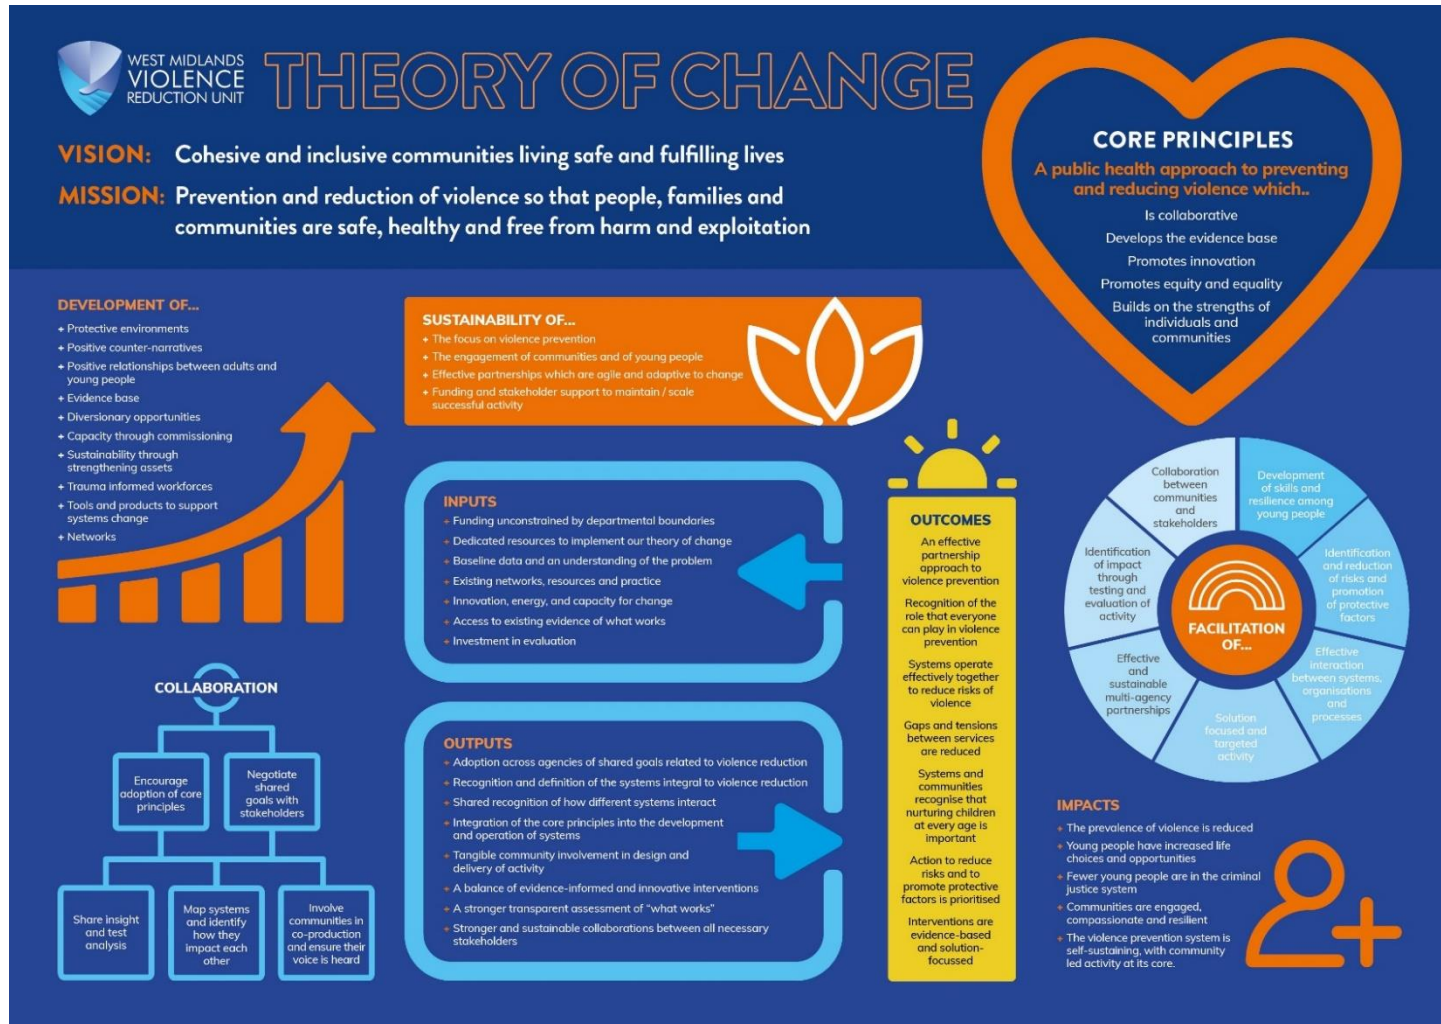 WEST MIDLANDS
VIOLENCE
REDUCTION UNIT
THEORY OF CHANGE
VISION: Cohesive and inclusive communities living safe and fulfilling lives
MISSION: Prevention and reduction of violence so that people, families and
communities are safe, healthy and free from harm and exploitation
CORE PRINCIPLES
A public health approach to preventing
and reducing violence which..
Is collaborative
Develops the evidence base
Promotes innovation
Promotes equity and equality
Builds on the strengths of
individuals and
communities
DEVELOPMENT OF...
+ Protective environments
+ Positive counter-narratives
+ Positive relationships between adults and
young people
+ Evidence base
+ Diversionary opportunities
+ Capacity through commissioning
+ Sustainability through
strengthening assets
+ Trauma informed workforces
+ Tools and products to support
systems change
+ Networks
SUSTAINABILITY OF...
+ The focus on violence prevention
+ The engagement of communities and of young people
+ Effective partnerships which are agile and adaptive to change
+ Funding and stakeholder support to maintain / scale
successful activity
INPUTS
+ Funding unconstrained by departmental boundaries
+ Dedicated resources to implement our theory of change
+ Baseline data and an understanding of the problem
+ Existing networks, resources and practice
+ Innovation, energy, and capacity for change
+ Access to existing evidence of what works
+ Investment in evaluation
OUTPUTS
+ Adoption across agencies of shared goals related to violence reduction
+ Recognition and definition of the systems integral to violence reduction
+ Shared recognition of how different systems interact
+ Integration of the core principles into the development
and operation of systems
+ Tangible community involvement in design and
delivery of activity
+ A balance of evidence-informed and innovative interventions
+ A stronger transparent assessment of "what works"
+ Stronger and sustainable collaborations between all necessary
stakeholders
COLLABORATION
Encourage
adoption of core
principles
Negotiate
shared
goals with
stakeholders
Share insight
and test
analysis
Map systems
and identify
how they
impact each
other
Involve
communities in
co-production
and ensure their
voice is heard
OUTCOMES
An effective
partnership
approach to
violence prevention
Recognition of the
role that everyone
can play in violence
prevention
Systems operate
effectively together
to reduce risks of
violence
Gaps and tensions
between services
are reduced
Systems and
communities
recognise that
nurturing children
at every age is
important
Action to reduce
risks and to
promote protective
factors is prioritised
Interventions are
evidence-based
and solution-
focussed
FACILITATION
OF...
Collaboration
between
communities
and
stakeholders
Development
of skills and
resilience among
young people
Identification
and reduction
of risks and
promotion
of protective
factors
Effective
interaction
between systems,
organisations
and
processes
Solution
focused and
targeted
activity
Effective
and
sustainable
multi-agency
partnerships
Identification
of impact
through
testing and
evaluation of
activity
IMPACTS
+ The prevalence of violence is reduced
+ Young people have increased life
choices and opportunities
+ Fewer young people are in the criminal
justice system
+ Communities are engaged,
compassionate and resilient
+ The violence prevention system is
self-sustaining, with community
led activity at its core.